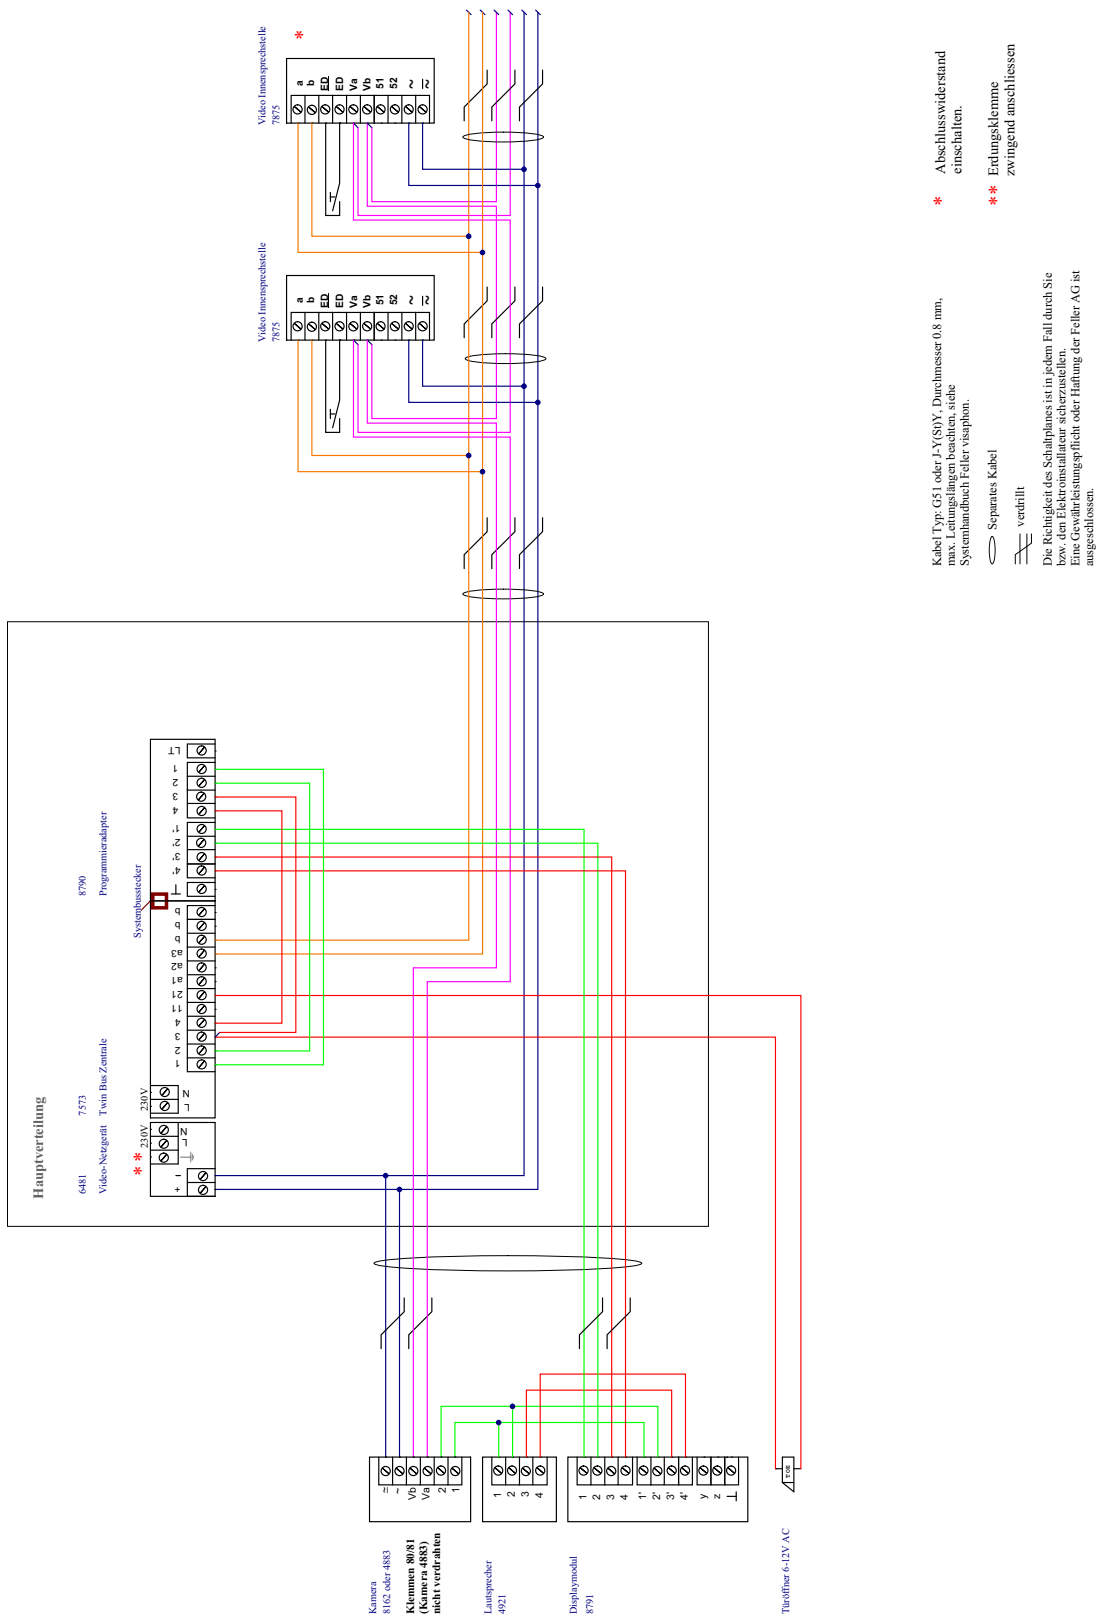 Video Innensprechstelle
7875
*
a
b
ED
ED
Va
Vb
51
52
~
~
Video Innensprechstelle
7875
a
b
ED
ED
Va
Vb
51
52
~
~
* Abschlusswiderstand
einschalten.
** Erdungsklemme
zwingend anschliessen
Kabel Typ: G51 oder J-Y(St)Y, Durchmesser 0.8 mm,
max. Leitungslängen beachten, siehe
Systemhandbuch Feller visaphon.
Separates Kabel
verdrillt
Die Richtigkeit des Schaltplanes ist in jedem Fall durch Sie
bzw. den Elektroinstallateur sicherzustellen.
Eine Gewährleistungspflicht oder Haftung der Feller AG ist
ausgeschlossen.
Hauptverteilung
6481
Video-Netzgerät
7573
Twin Bus Zentrale
8790
Programmieradapter
Systembusstecker
LT
1
2
3
4
1'
2'
3'
4'
b
b
b
a3
a2
a1
21
11
4
3
2
1
230V
N
L
230V
N
L
**
−
+
Kamera
8162 oder 4883
Klemmen 80/81
(Kamera 4883)
nicht verdrahten
~
Vb
Va
2
1
Lautsprecher
4921
1
2
3
4
Displaymodul
8791
1
2
3
4
1'
2'
3'
4'
y
z
Türöffner 6-12V AC